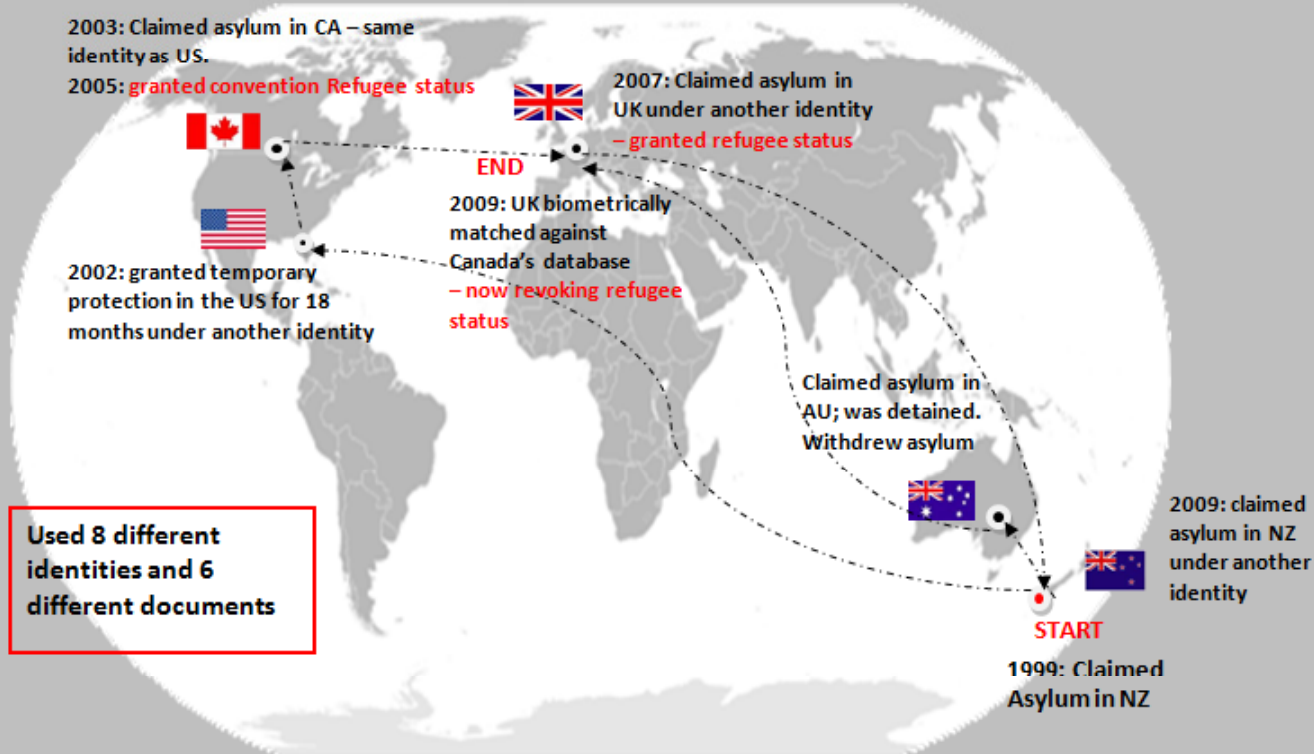 2003: Claimed asylum in CA – same
identity as US.
2005: granted convention Refugee status
2007: Claimed asylum in
UK under another identity
– granted refugee status
END
2009: UK biometrically
matched against
Canada's database
– now revoking refugee
status
2002: granted temporary
protection in the US for 18
months under another identity
Claimed asylum in
AU; was detained.
Withdrew asylum
2009: claimed
asylum in NZ
under another
identity
Used 8 different
identities and 6
different documents
START
1999: Claimed
Asylum in NZ